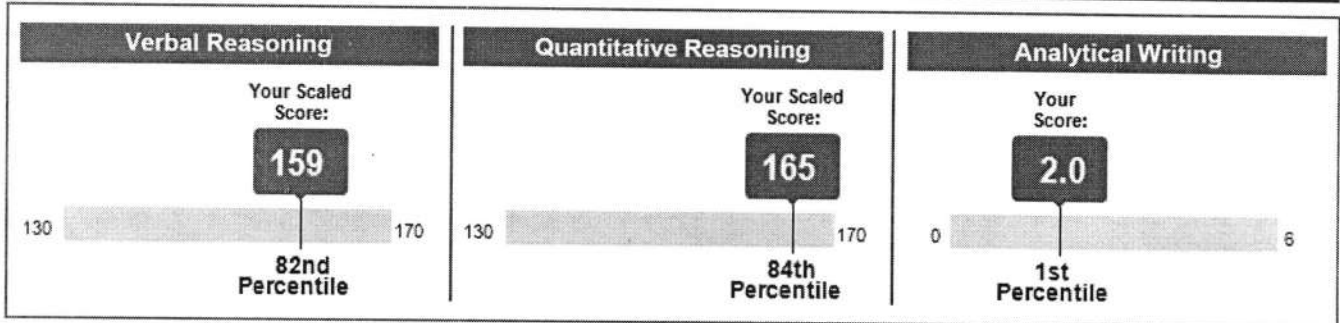 Verbal Reasoning
Your Scaled
Score:
159
130
170
82nd
Percentile
Quantitative Reasoning
Your Scaled
Score:
165
130
170
84th
Percentile
Analytical Writing
Your
Score:
2.0
0
6
1st
Percentile